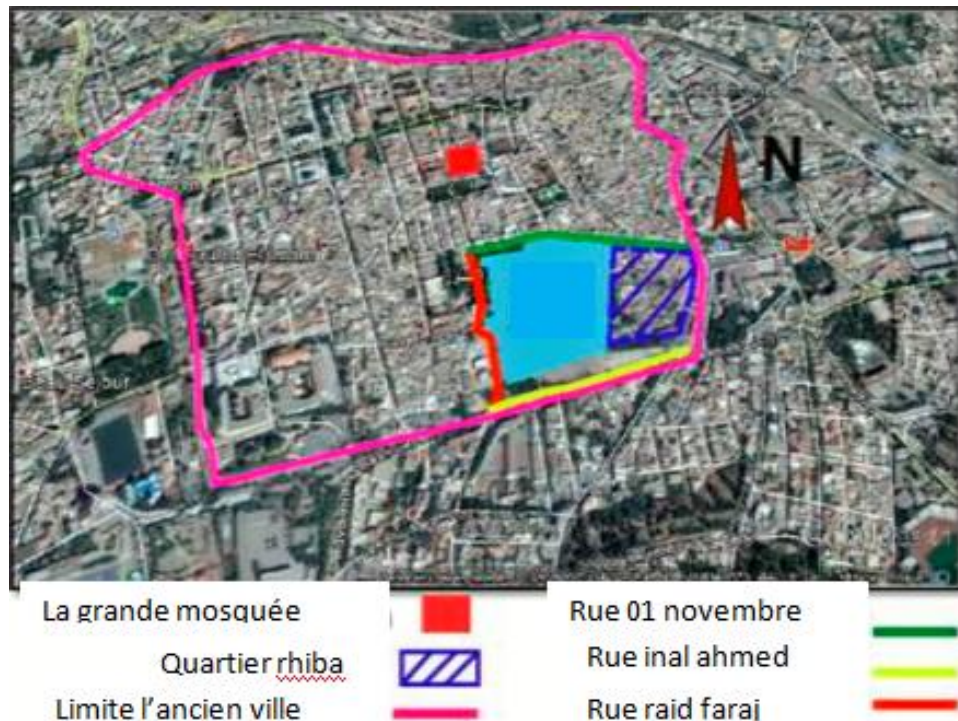 N
La grande mosquée
Rue 01 novembre
Quartier rhiba
Rue inal ahmed
Limite l'ancien ville
Rue raid faraj